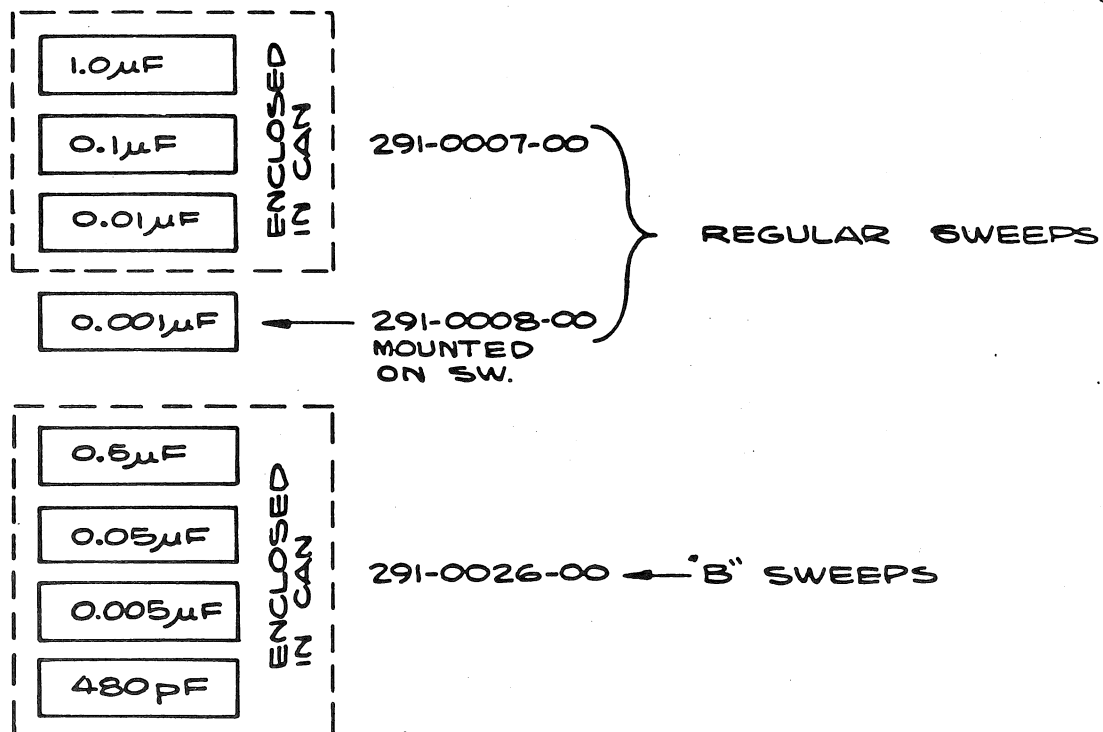 1.0µF
0.1µF
0.01µF
ENCLOSED
IN CAN
291-0007-00
REGULAR SWEEPS
0.001µF
291-0008-00
MOUNTED
ON SW.
0.5µF
0.05µF
0.005µF
480pF
ENCLOSED
IN CAN
291-0026-00
"B" SWEEPS